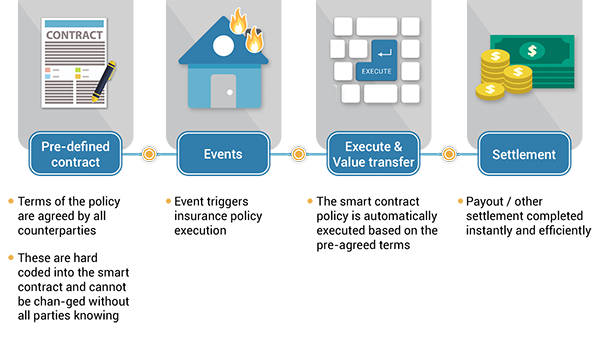 CONTRACT
EXECUTE
$
$
$
$
Pre-defined
contract
Events
Execute &
Value transfer
Settlement
• Terms of the policy
are agreed by all
counterparties
• These are hard
coded into the smart
contract and cannot
be chan-ged without
all parties knowing
• Event triggers
insurance policy
execution
• The smart contract
policy is automatically
executed based on the
pre-agreed terms
• Payout / other
settlement completed
instantly and efficiently